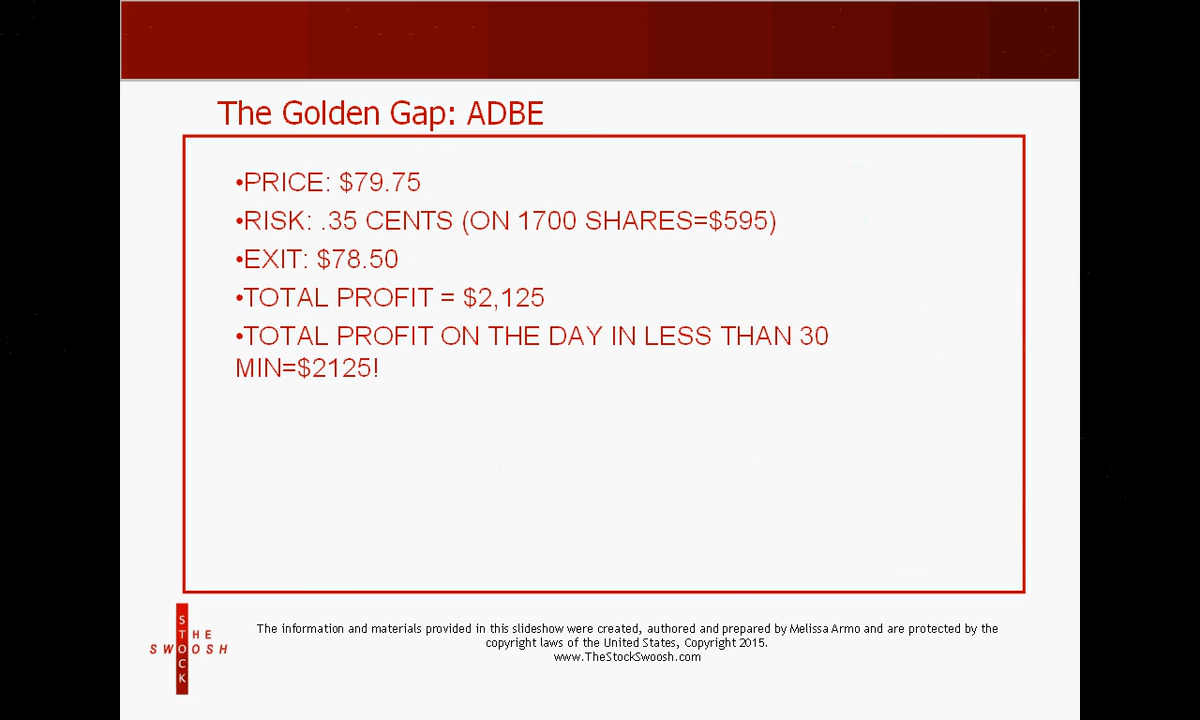 The Golden Gap: ADBE
•PRICE: $79.75
•RISK: .35 CENTS (ON 1700 SHARES=$595)
•EXIT: $78.50
•TOTAL PROFIT = $2,125
•TOTAL PROFIT ON THE DAY IN LESS THAN 30
MIN=$2125!
THE
STOCK
SWOOSH
The information and materials provided in this slideshow were created, authored and prepared by Melissa Armo and are protected by the
copyright laws of the United States, Copyright 2015.
www.TheStockSwoosh.com